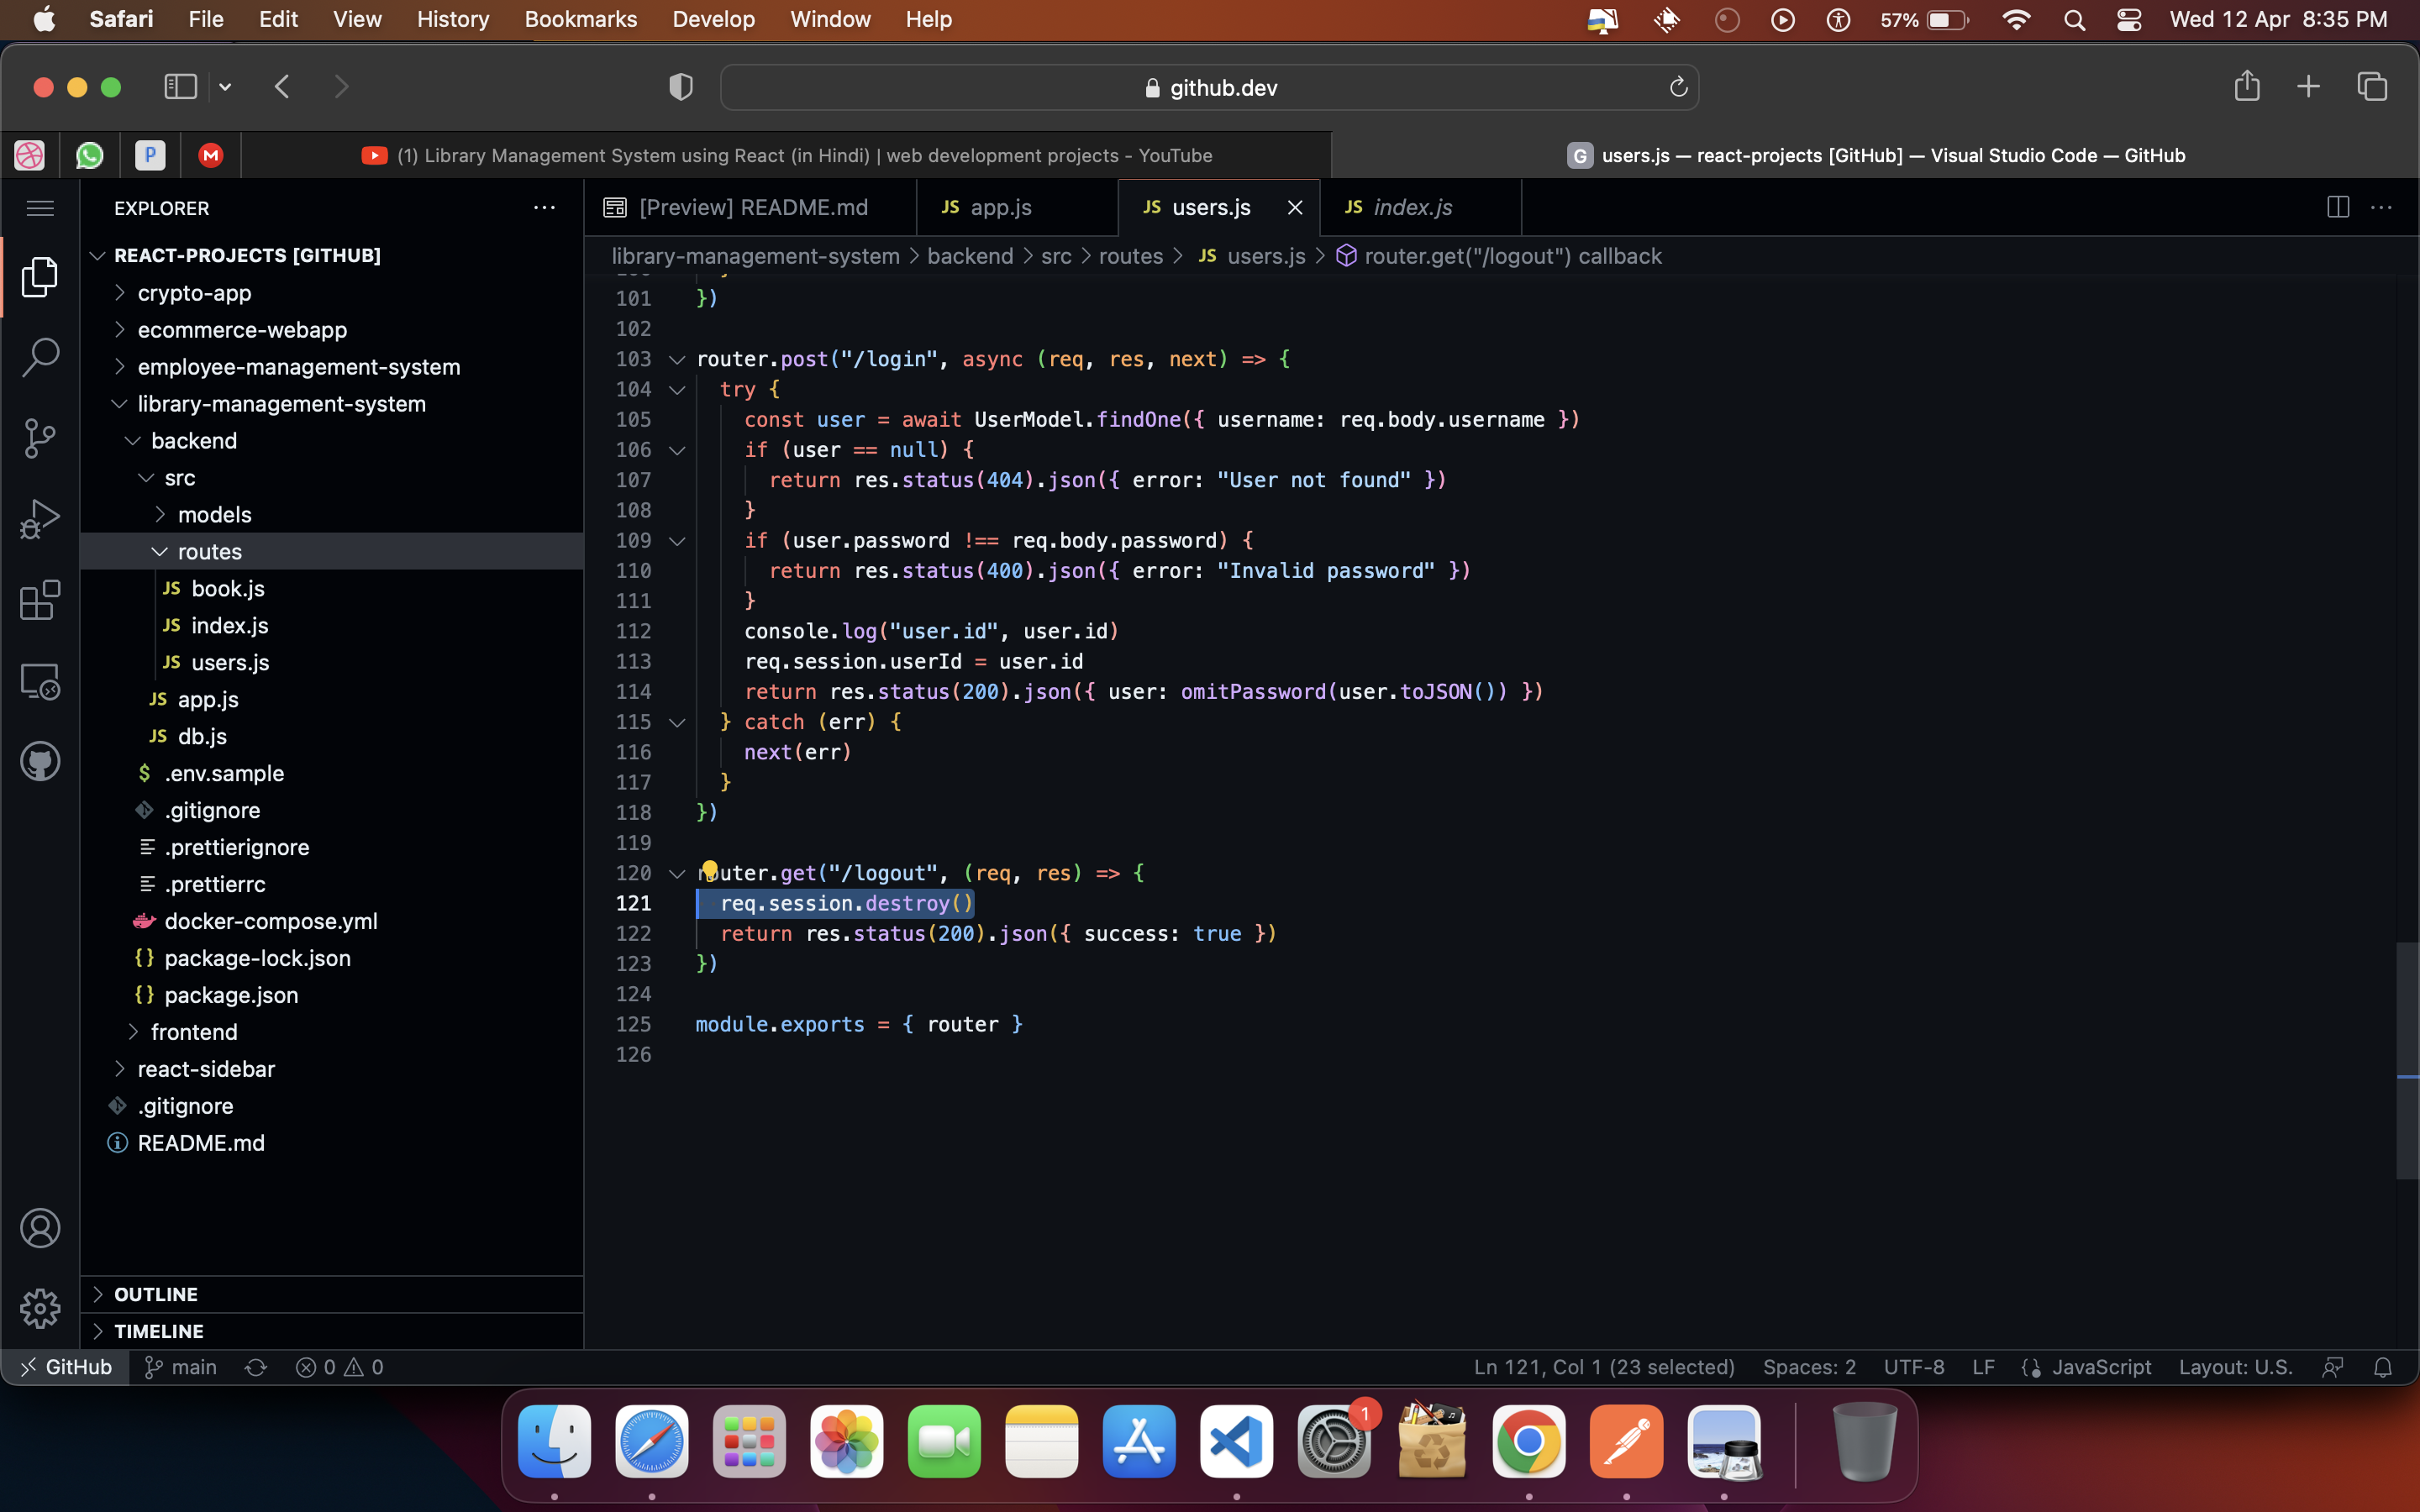 Safari File Edit View History Bookmarks Develop Window Help 57% Wed 12 Apr 8:35 PM
github.dev
P M (1) Library Management System using React (in Hindi) | web development projects - YouTube G users.js — react-projects [GitHub] — Visual Studio Code — GitHub
EXPLORER
REACT-PROJECTS [GITHUB]
crypto-app
ecommerce-webapp
employee-management-system
library-management-system
backend
src
models
routes
JS book.js
JS index.js
JS users.js
JS app.js
JS db.js
$ .env.sample
.gitignore
.prettierignore
.prettierrc
docker-compose.yml
{} package-lock.json
{} package.json
frontend
react-sidebar
.gitignore
README.md
OUTLINE
TIMELINE
[Preview] README.md JS app.js JS users.js JS index.js
library-management-system > backend > src > routes > JS users.js > router.get("/logout") callback
101 })
102
103 router.post("/login", async (req, res, next) => {
104 try {
105 const user = await UserModel.findOne({ username: req.body.username })
106 if (user == null) {
107 return res.status(404).json({ error: "User not found" })
108 }
109 if (user.password !== req.body.password) {
110 return res.status(400).json({ error: "Invalid password" })
111 }
112 console.log("user.id", user.id)
113 req.session.userId = user.id
114 return res.status(200).json({ user: omitPassword(user.toJSON()) })
115 } catch (err) {
116 next(err)
117 }
118 })
119
120 router.get("/logout", (req, res) => {
121 req.session.destroy()
122 return res.status(200).json({ success: true })
123 })
124
125 module.exports = { router }
126
GitHub main 0 0 Ln 121, Col 1 (23 selected) Spaces: 2 UTF-8 LF JavaScript Layout: U.S.
1